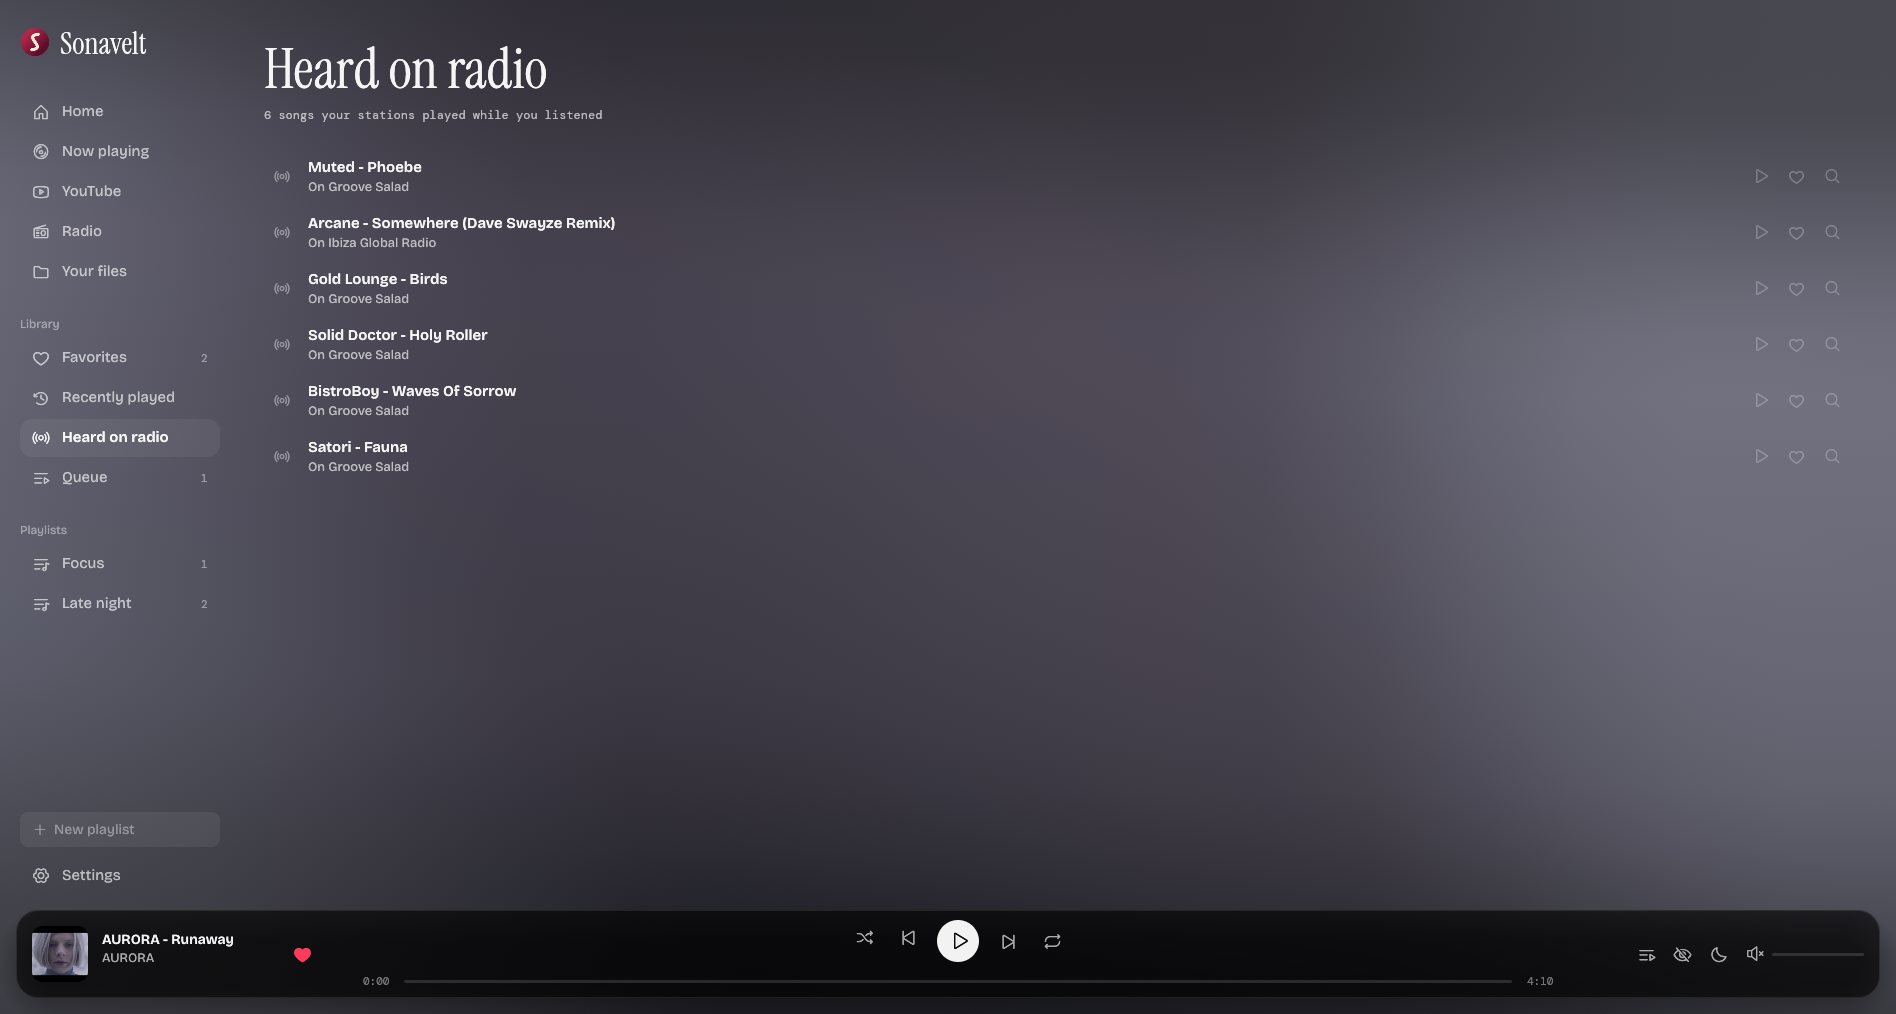 Sonavelt
Home
Now playing
YouTube
Radio
Your files
Library
Favorites 2
Recently played
Heard on radio
Queue 1
Playlists
Focus 1
Late night 2
New playlist
Settings
Heard on radio
6 songs your stations played while you listened
Muted - Phoebe
On Groove Salad
Arcane - Somewhere (Dave Swayze Remix)
On Ibiza Global Radio
Gold Lounge - Birds
On Groove Salad
Solid Doctor - Holy Roller
On Groove Salad
BistroBoy - Waves Of Sorrow
On Groove Salad
Satori - Fauna
On Groove Salad
AURORA - Runaway
AURORA
0:00
4:10